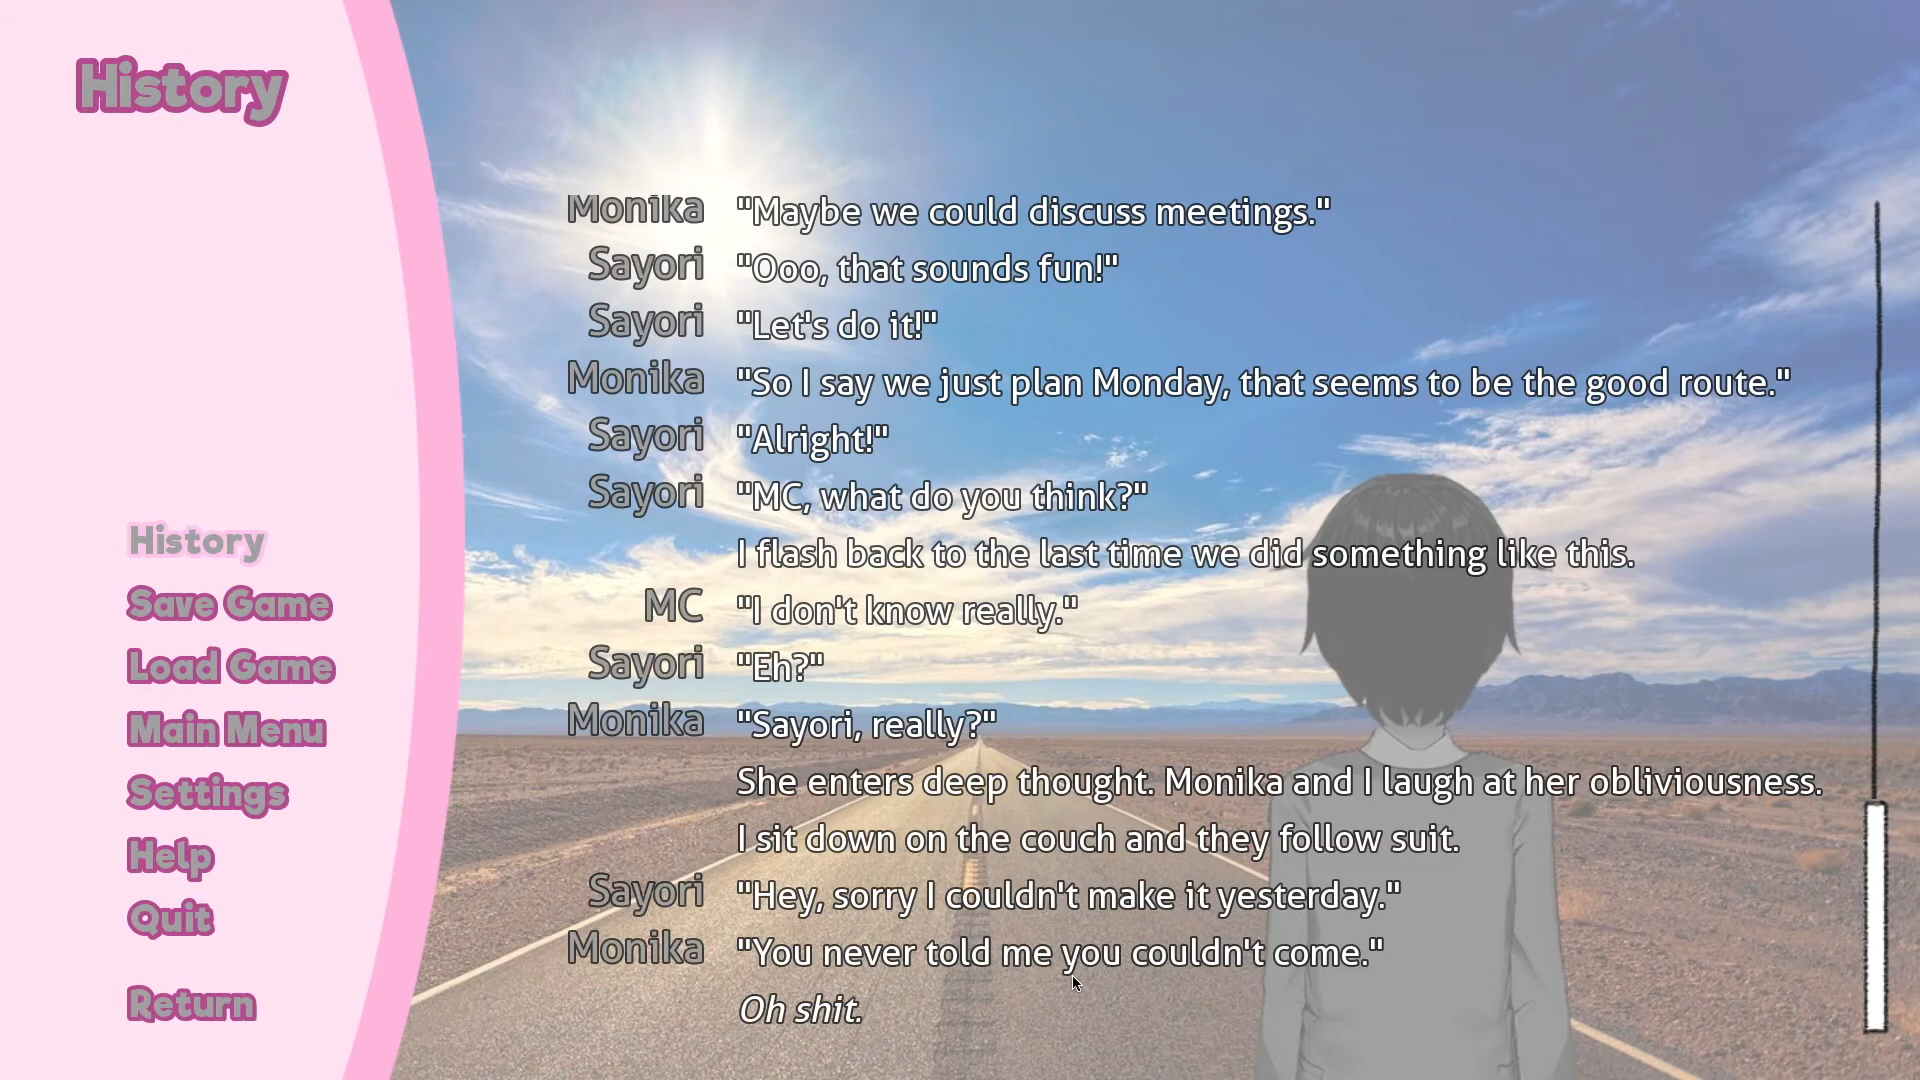 History
Monika "Maybe we could discuss meetings."
Sayori "Ooo, that sounds fun!"
Sayori "Let's do it!"
Monika "So I say we just plan Monday, that seems to be the good route."
Sayori "Alright!"
Sayori "MC, what do you think?"
I flash back to the last time we did something like this.
MC "I don't know really."
Sayori "Eh?"
Monika "Sayori, really?"
She enters deep thought. Monika and I laugh at her obliviousness.
I sit down on the couch and they follow suit.
Sayori "Hey, sorry I couldn't make it yesterday."
Monika "You never told me you couldn't come."
Oh shit.
History
Save Game
Load Game
Main Menu
Settings
Help
Quit
Return